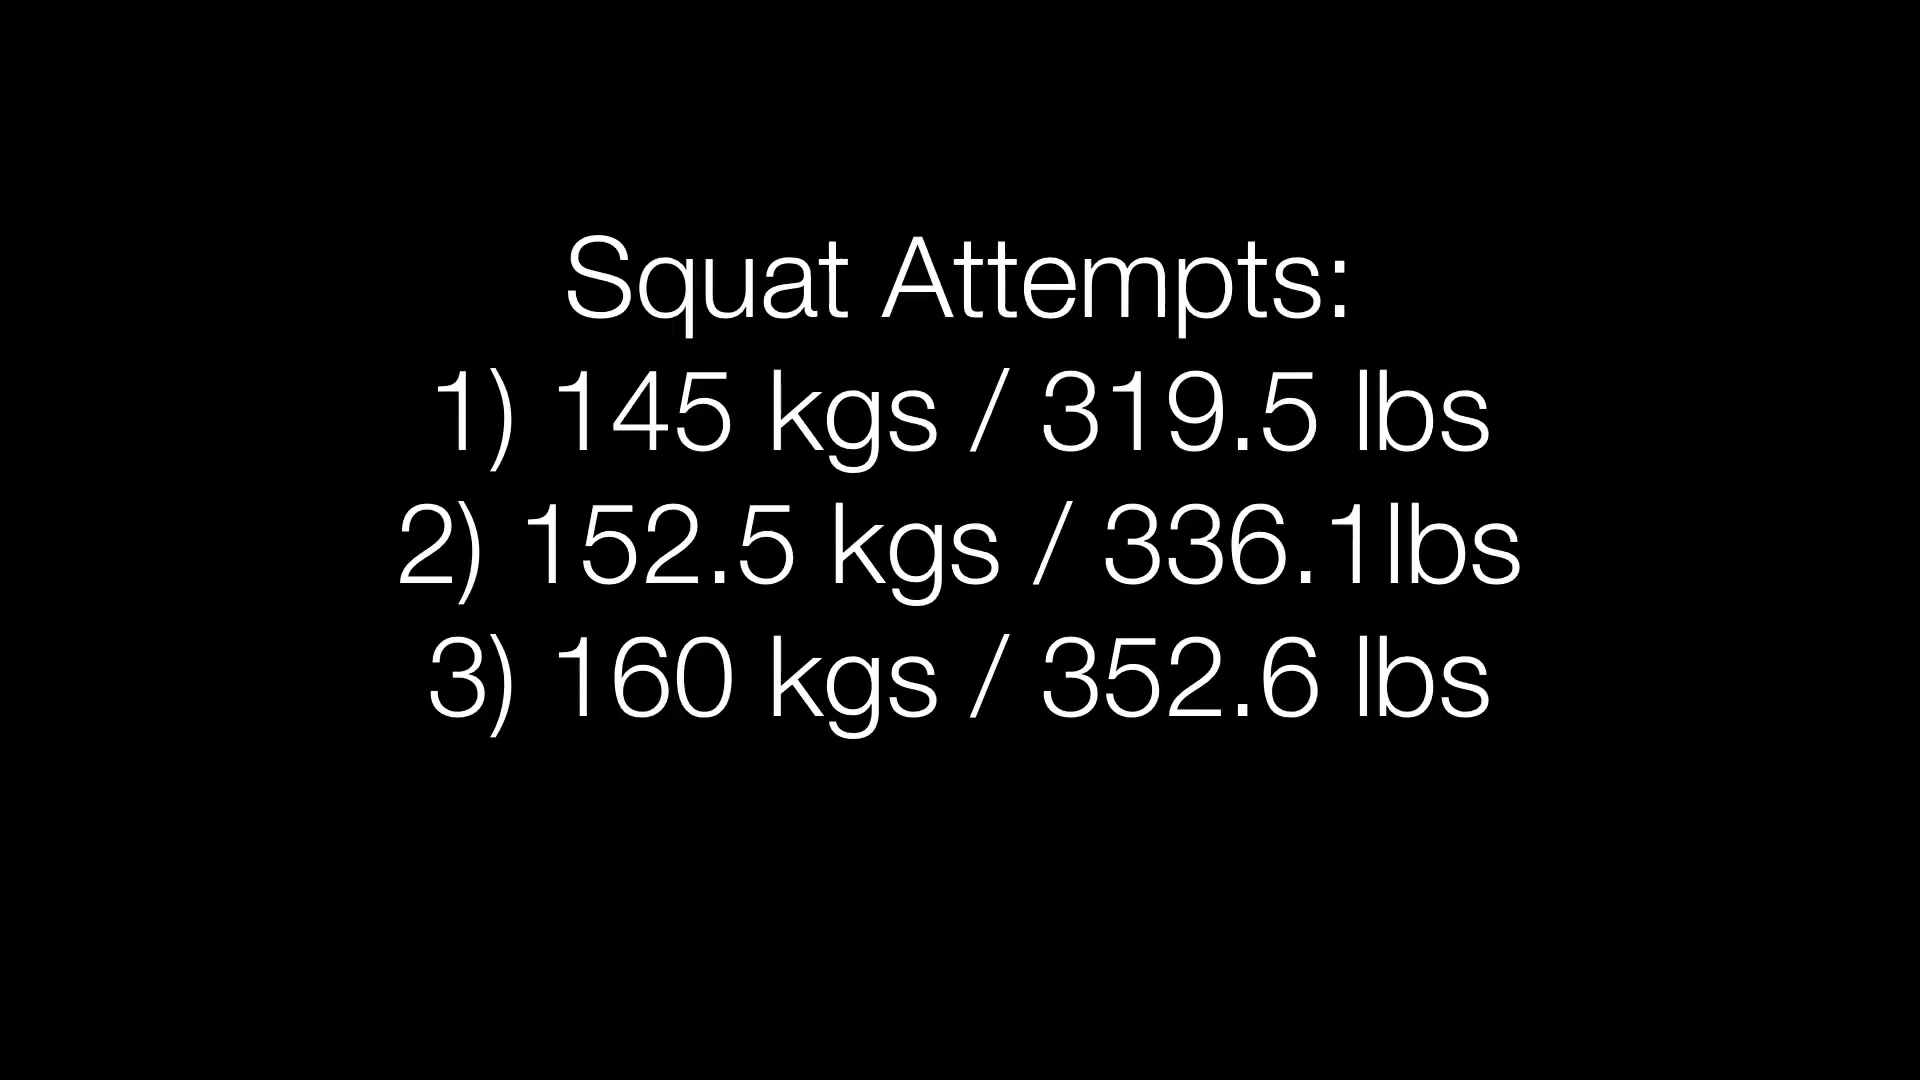 Squat Attempts:
1) 145 kgs / 319.5 lbs
2) 152.5 kgs / 336.1lbs
3) 160 kgs / 352.6 lbs